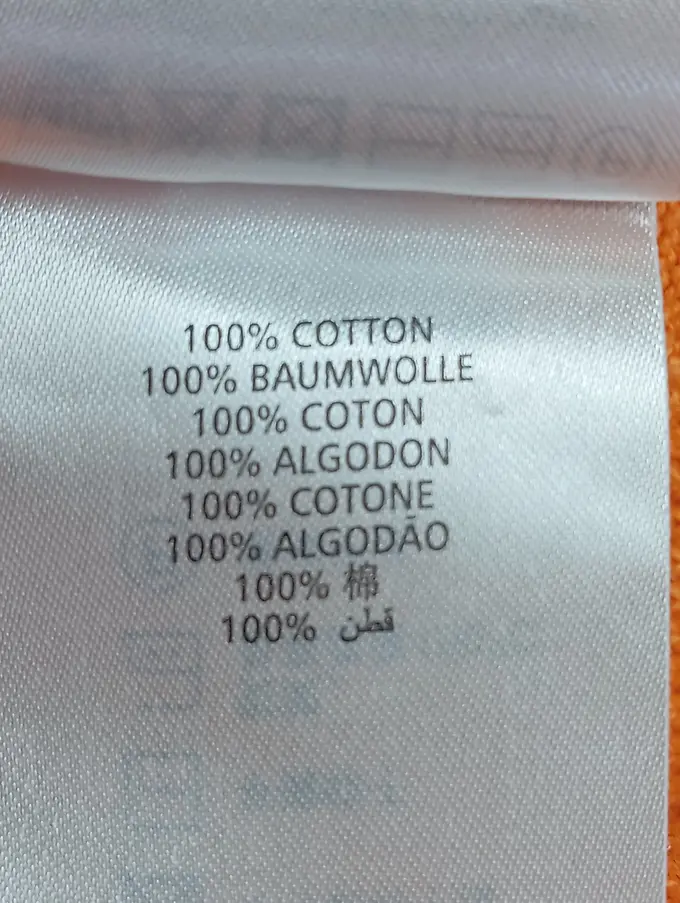 100% COTTON
100% BAUMWOLLE
100% COTON
100% ALGODON
100% COTONE
100% ALGODÃO
100% 棉
100% قطن